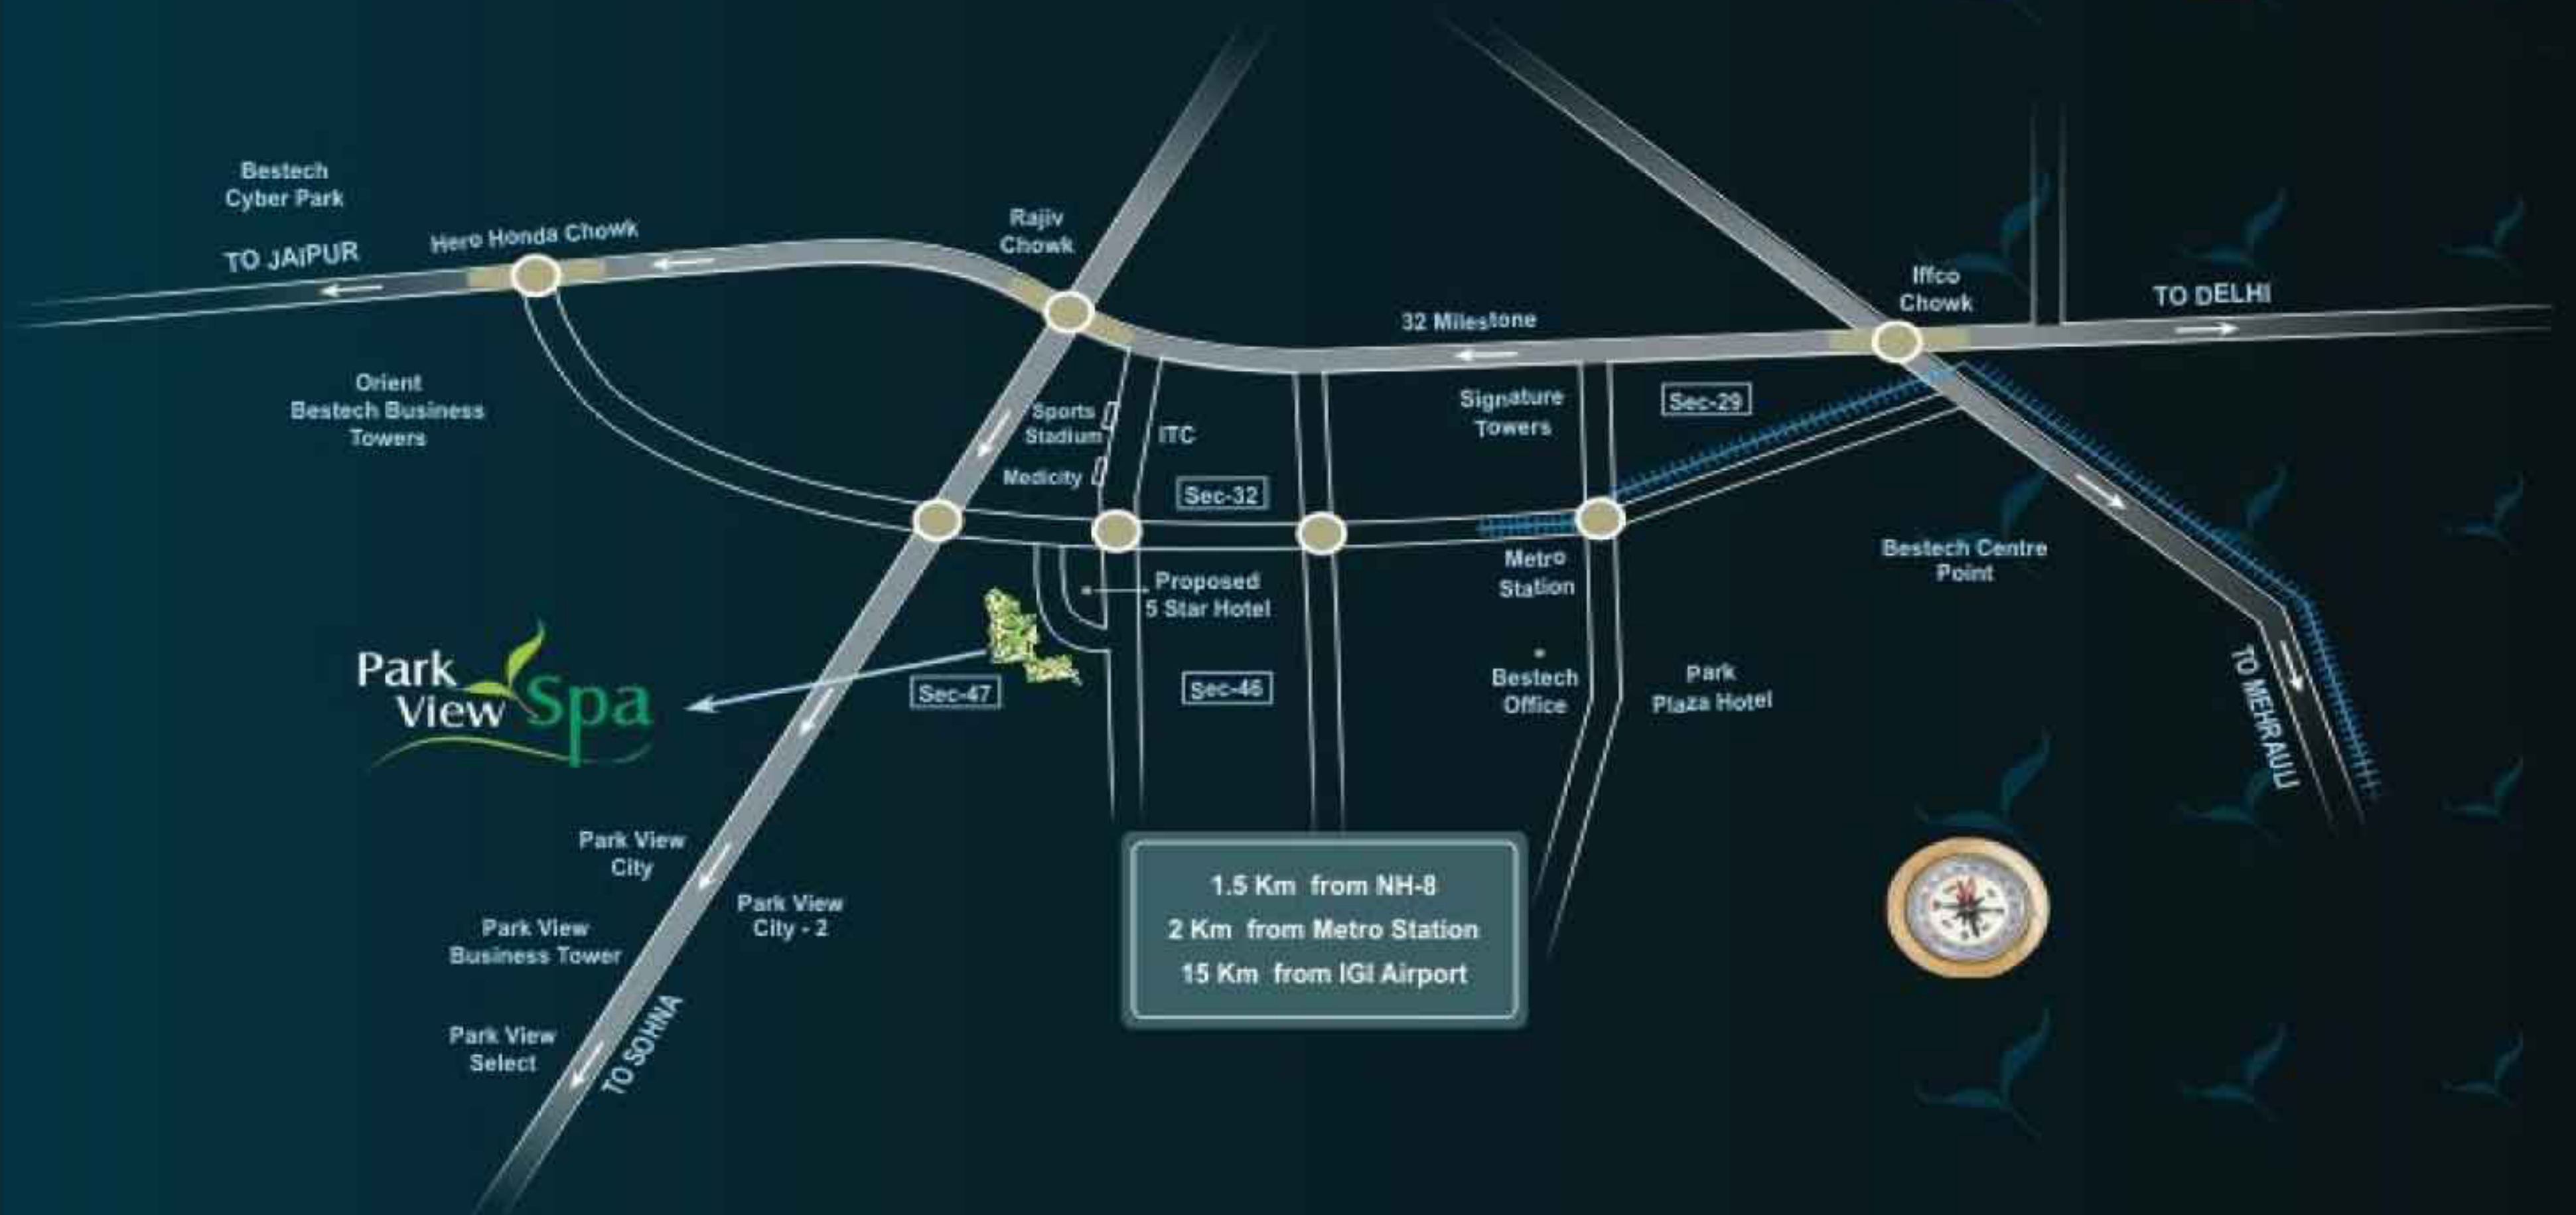 Bestech
Cyber Park
TO JAIPUR
Hero Honda Chowk
Rajiv
Chowk
32 Milestone
Iffco
Chowk
TO DELHI
Orient
Bestech Business
Towers
Sports
Stadium
ITC
Medicity
Sec-32
Signature
Towers
Sec-29
Metro
Station
Bestech Centre
Point
Proposed
5 Star Hotel
Park
View Spa
Sec-47
Sec-46
Bestech
Office
Park
Plaza Hotel
TO MEHRAULI
Park View
City
Park View
City - 2
Park View
Business Tower
Park View
Select
TO SOHNA
1.5 Km from NH-8
2 Km from Metro Station
15 Km from IGI Airport